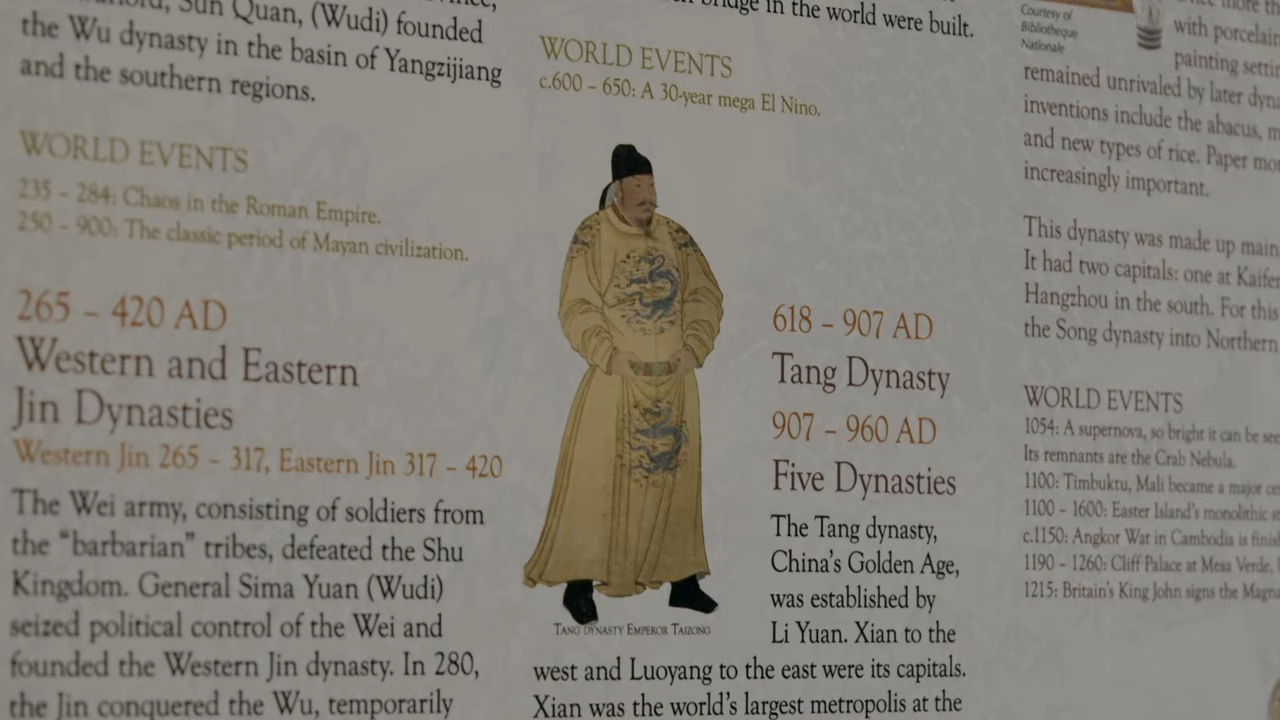 Sun Quan, (Wudi) founded
the Wu dynasty in the basin of Yangzijiang
and the southern regions.
WORLD EVENTS
235 – 284: Chaos in the Roman Empire.
250 – 900: The classic period of Mayan civilization.
265 – 420 AD
Western and Eastern
Jin Dynasties
Western Jin 265 – 317, Eastern Jin 317 – 420
The Wei army, consisting of soldiers from
the “barbarian” tribes, defeated the Shu
Kingdom. General Sima Yuan (Wudi)
seized political control of the Wei and
founded the Western Jin dynasty. In 280,
the Jin conquered the Wu, temporarily
bridge in the world were built.
WORLD EVENTS
c.600 – 650: A 30-year mega El Nino.
TANG DYNASTY EMPEROR TAIZONG
618 – 907 AD
Tang Dynasty
907 – 960 AD
Five Dynasties
The Tang dynasty,
China's Golden Age,
was established by
Li Yuan. Xian to the
west and Luoyang to the east were its capitals.
Xian was the world's largest metropolis at the
Courtesy of
Bibliotheque
Nationale
with porcelain
painting
remained unrivaled by later
inventions include the abacus,
and new types of rice. Paper
increasingly important.
This dynasty was made up
It had two capitals: one at
Hangzhou in the south. For this
the Song dynasty into Northern
WORLD EVENTS
1054: A supernova, so bright it can be
Its remnants are the Crab Nebula.
1100: Timbuktu, Mali became a major
1100 – 1600: Easter Island's monolithic
c.1150: Angkor Wat in Cambodia is
1190 – 1260: Cliff Palace at Mesa Verde,
1215: Britain's King John signs the